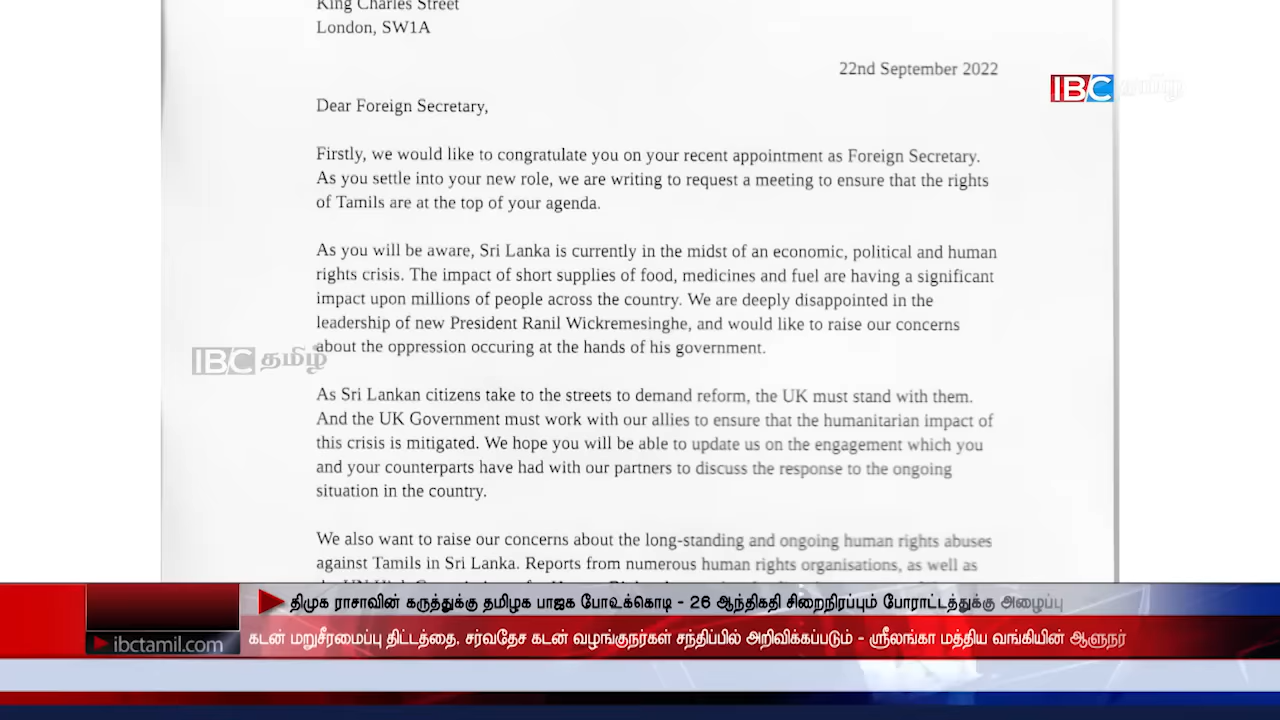 King Charles Street
London, SW1A
22nd September 2022
IBC தமிழ்
Dear Foreign Secretary,
Firstly, we would like to congratulate you on your recent appointment as Foreign Secretary.
As you settle into your new role, we are writing to request a meeting to ensure that the rights
of Tamils are at the top of your agenda.
As you will be aware, Sri Lanka is currently in the midst of an economic, political and human
rights crisis. The impact of short supplies of food, medicines and fuel are having a significant
impact upon millions of people across the country. We are deeply disappointed in the
leadership of new President Ranil Wickremesinghe, and would like to raise our concerns
about the oppression occuring at the hands of his government.
IBC தமிழ்
As Sri Lankan citizens take to the streets to demand reform, the UK must stand with them.
And the UK Government must work with our allies to ensure that the humanitarian impact of
this crisis is mitigated. We hope you will be able to update us on the engagement which you
and your counterparts have had with our partners to discuss the response to the ongoing
situation in the country.
We also want to raise our concerns about the long-standing and ongoing human rights abuses
against Tamils in Sri Lanka. Reports from numerous human rights organisations, as well as
திமுக ராசாவின் கருத்துக்கு தமிழக பாஜக போர்க்கொடி - 26 ஆந்திகதி சிறைநிரப்பும் போராட்டத்துக்கு அழைப்பு
ibctamil.com
கடன் மறுசீரமைப்பு திட்டத்தை, சர்வதேச கடன் வழங்குநர்கள் சந்திப்பில் அறிவிக்கப்படும் - ஸ்ரீலங்கா மத்திய வங்கியின் ஆளுநர்